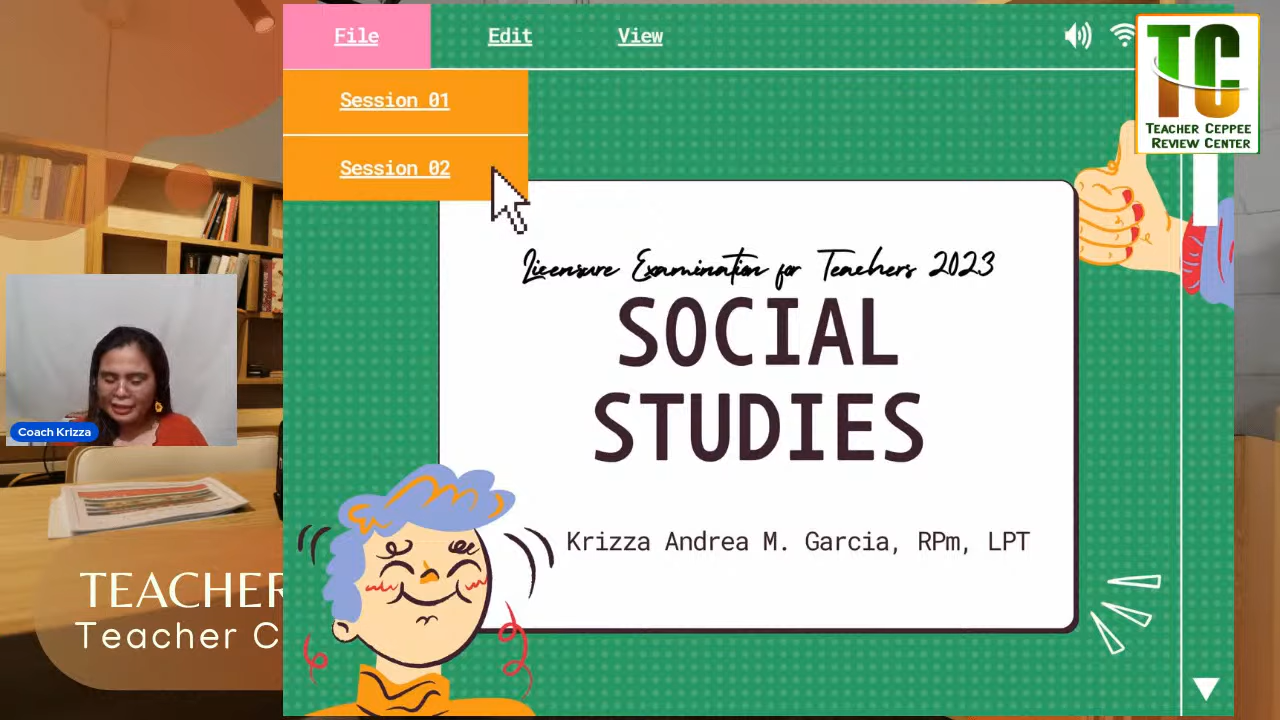 File Edit View
Session 01
Session 02
TC
TEACHER CEPPEE
REVIEW CENTER
Licensure Examination for Teachers 2023
SOCIAL
STUDIES
Krizza Andrea M. Garcia, RPm, LPT
Coach Krizza
TEACHER
Teacher C